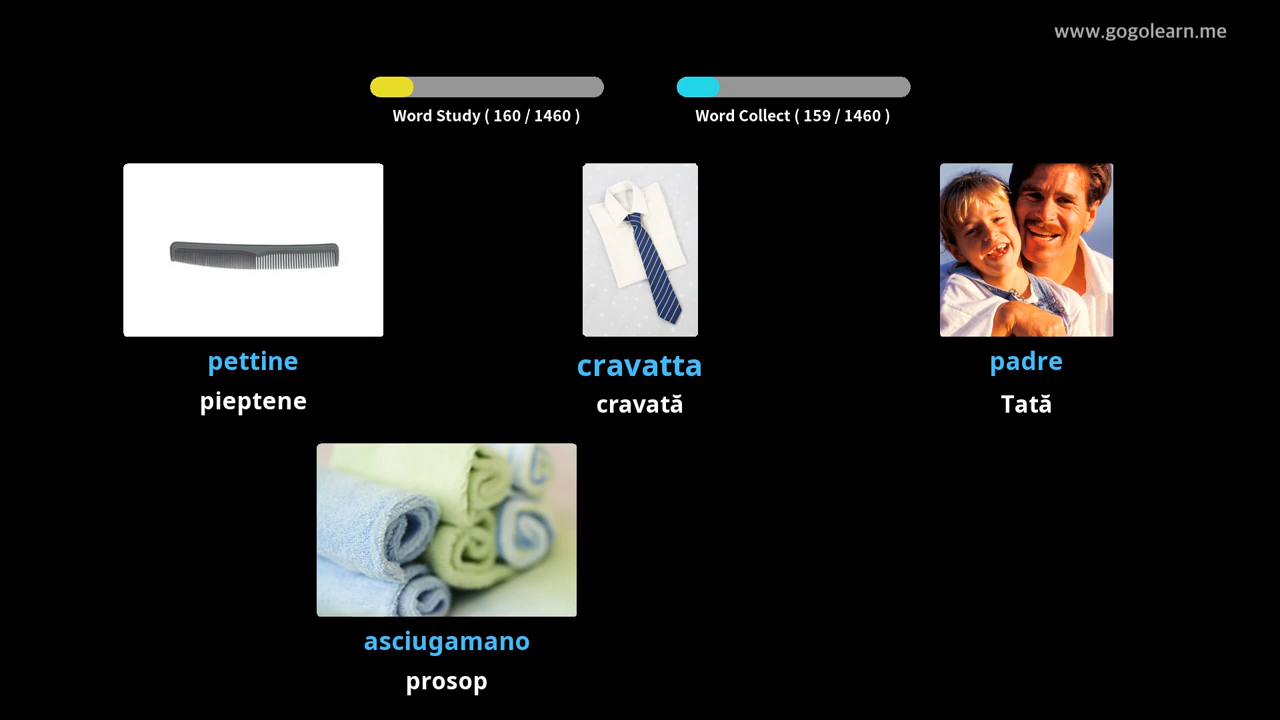 www.gogolearn.me
Word Study ( 160 / 1460 )
Word Collect ( 159 / 1460 )
pettine
pieptene
cravatta
cravată
padre
Tată
asciugamano
prosop